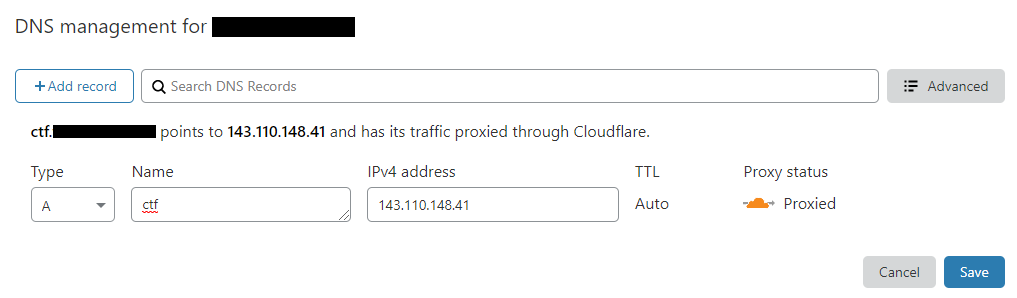 DNS management for
+ Add record
Search DNS Records
Advanced
ctf. points to 143.110.148.41 and has its traffic proxied through Cloudflare.
Type Name IPv4 address TTL Proxy status
A ctf 143.110.148.41 Auto Proxied
Cancel Save